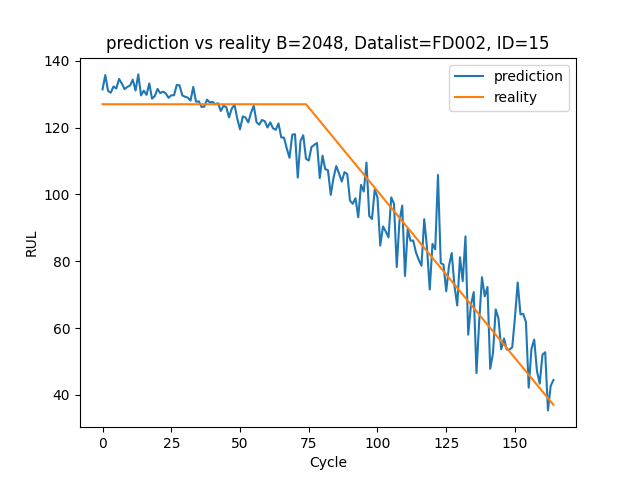 prediction vs reality B=2048, Datalist=FD002, ID=15
prediction
reality
RUL
140
120
100
80
60
40
0 25 50 75 100 125 150
Cycle